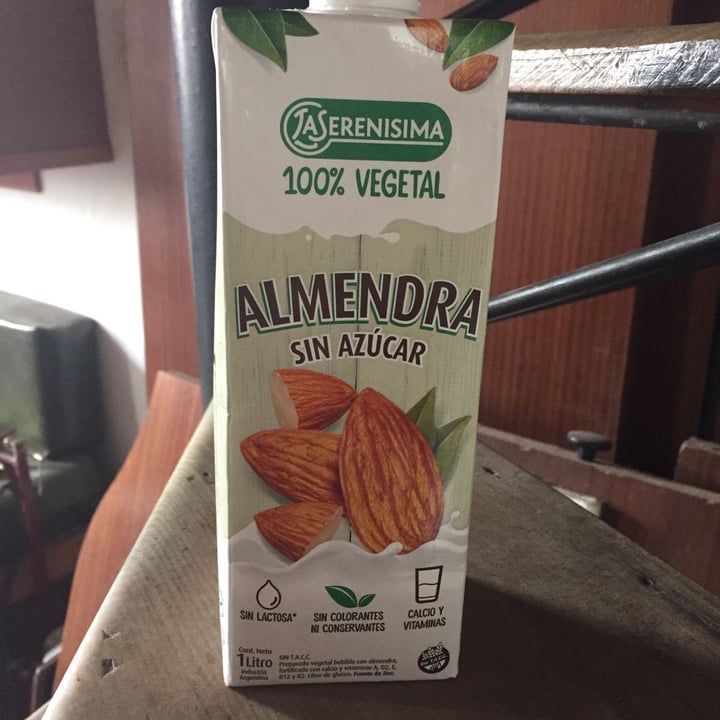 LASERENISIMA
100% VEGETAL
ALMENDRA
SIN AZÚCAR
SIN LACTOSA*
SIN COLORANTES
NI CONSERVANTES
CALCIO Y
VITAMINAS
Cont. Neto
1 Litro
Industria
Argentina
SIN T.A.C.C.
Preparado vegetal bebible con almendra,
fortificado con calcio y vitaminas A, D2, E,
B12 y B2. Libre de gluten. Fuente de Zinc.
Sin T.A.C.C.